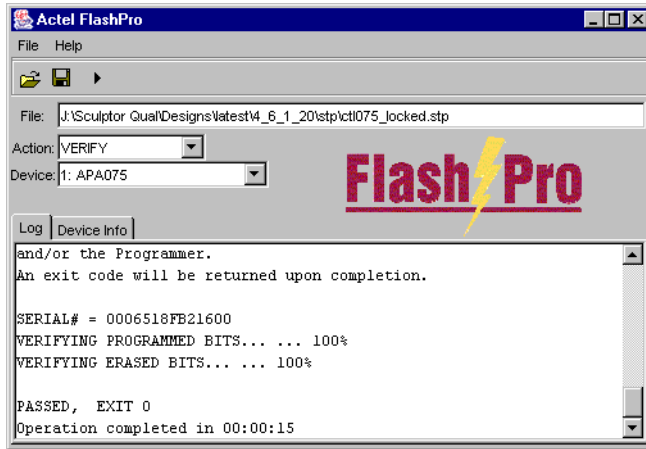 Actel FlashPro
File Help
File: J:\Sculptor Qual\Designs\latest\4_6_1_20\stp\ctl075_locked.stp
Action: VERIFY
Device: 1: APA075
Flash Pro
Log Device Info
and/or the Programmer.
An exit code will be returned upon completion.
SERIAL# = 0006518FB21600
VERIFYING PROGRAMMED BITS... ... 100%
VERIFYING ERASED BITS... ... 100%
PASSED, EXIT 0
Operation completed in 00:00:15